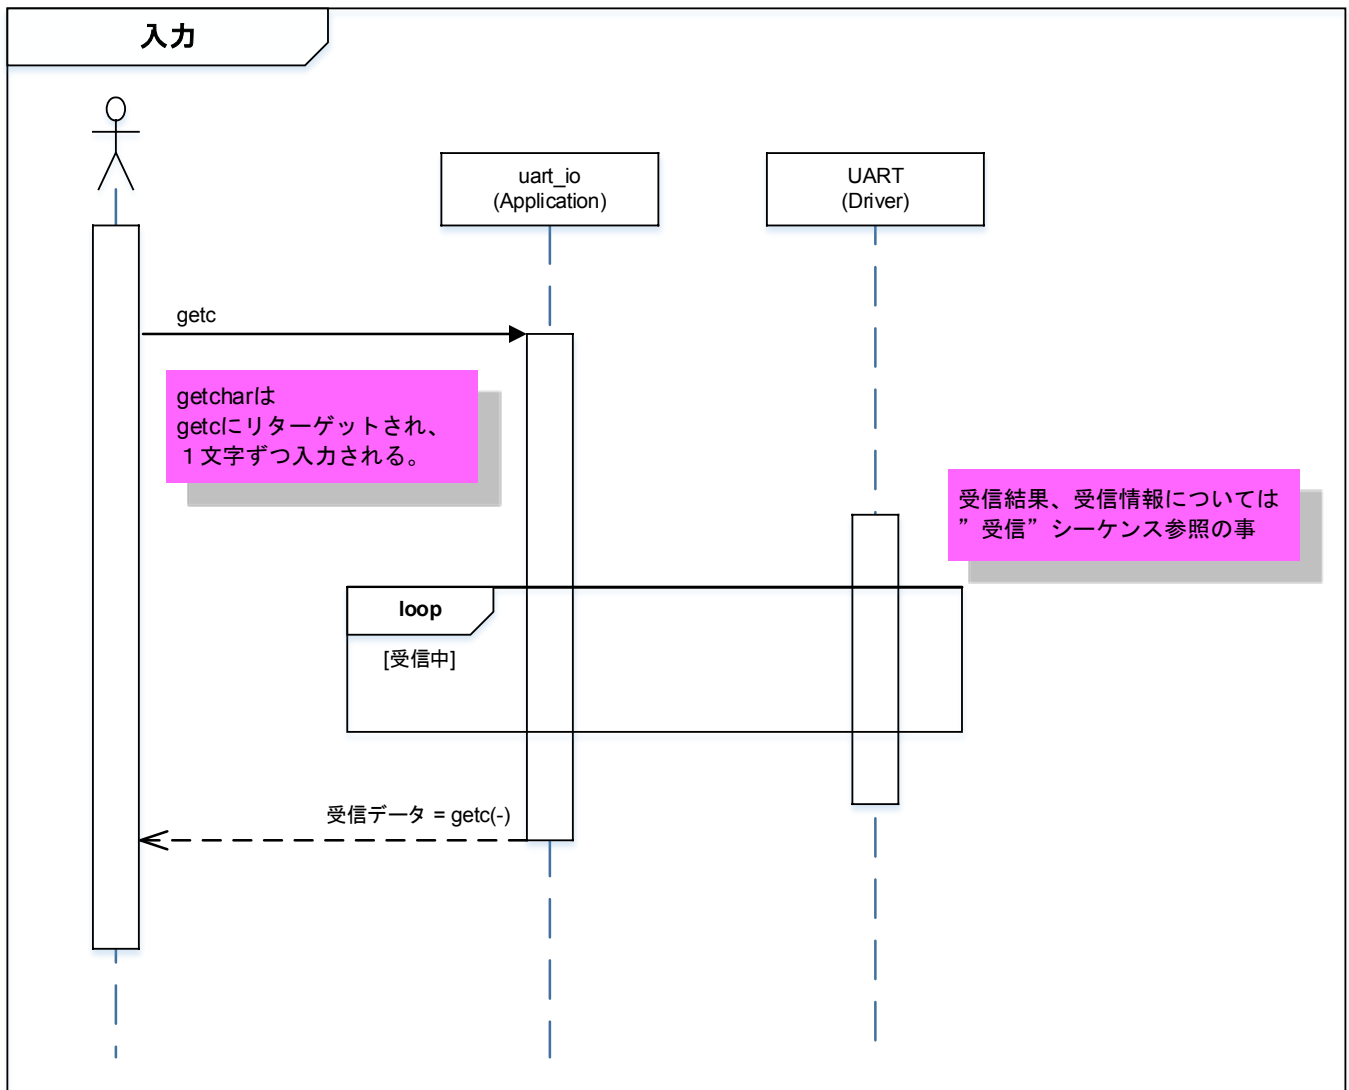 入力
uart_io
(Application)
UART
(Driver)
getc
getcharは
getcにリターゲットされ、
１文字ずつ入力される。
受信結果、受信情報については
”受信”シーケンス参照の事
loop
[受信中]
受信データ = getc(-)